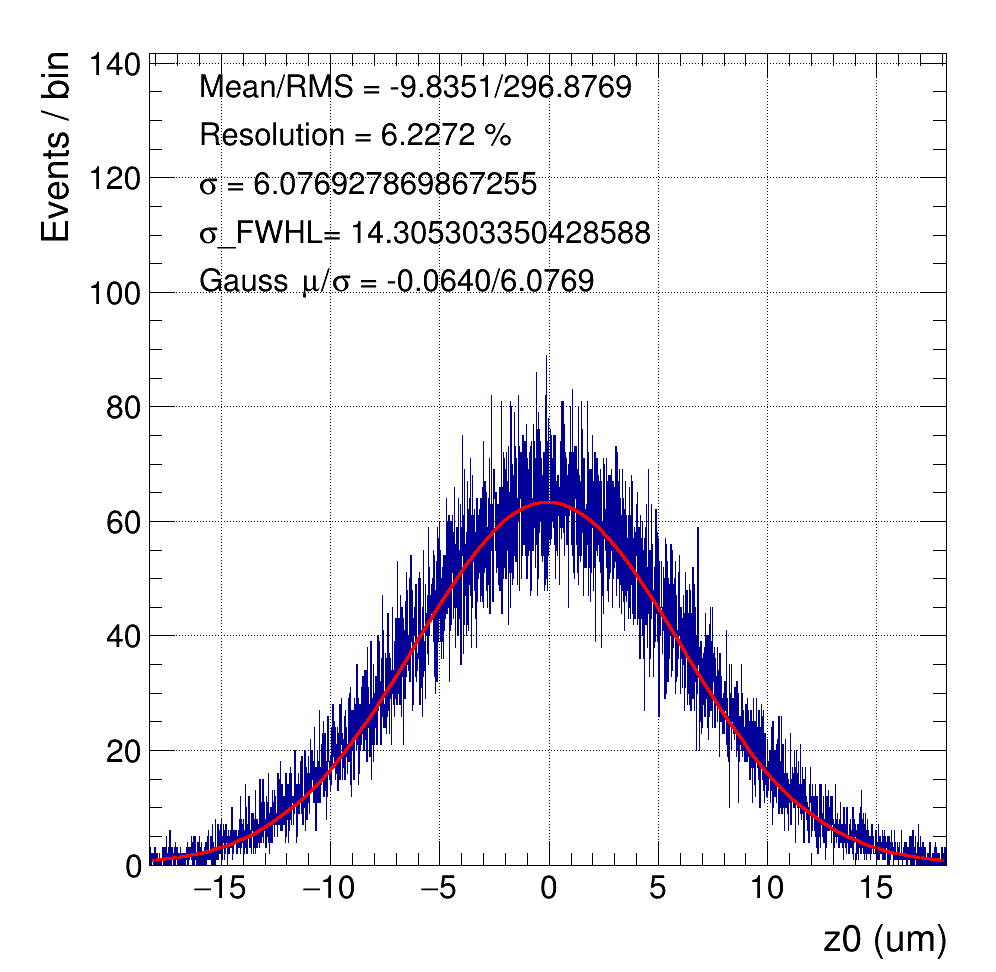 Events / bin
140
120
100
80
60
40
20
0
Mean/RMS = -9.8351/296.8769
Resolution = 6.2272 %
σ = 6.076927869867255
σ_FWHL= 14.305303350428588
Gauss μ/σ = -0.0640/6.0769
−15 −10 −5 0 5 10 15
z0 (um)